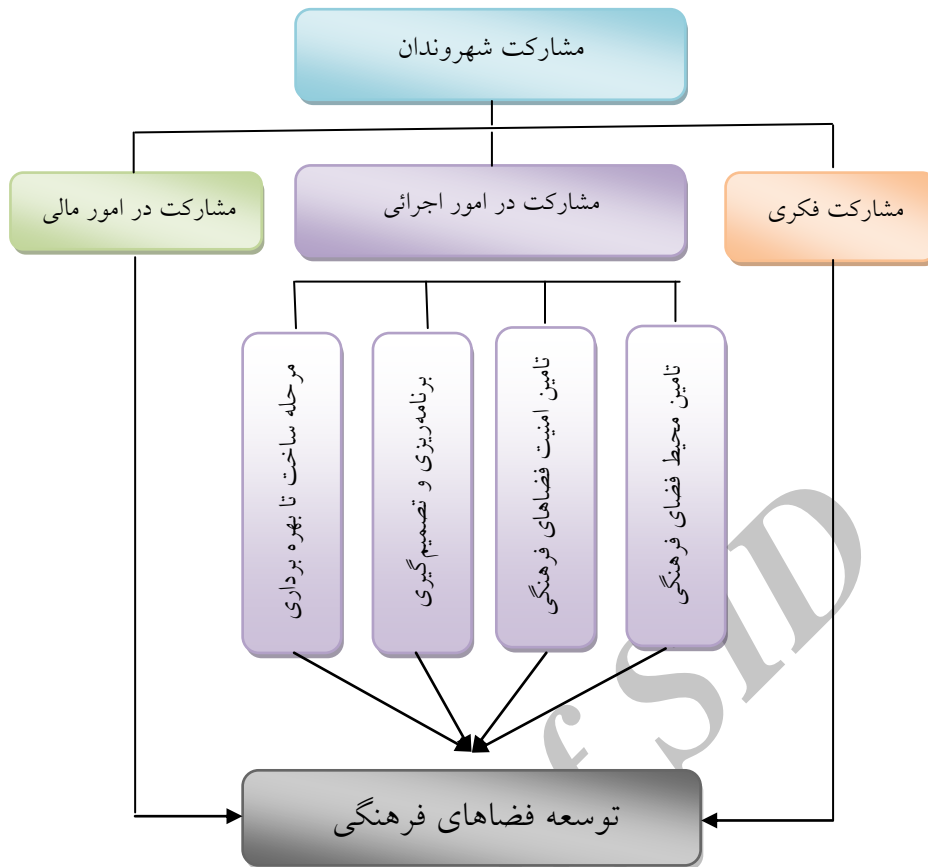 مشارکت شهروندان
مشارکت فکری
مشارکت در امور اجرائی
مشارکت در امور مالی
تامین محیط فضای فرهنگی
تامین امنیت فضاهای فرهنگی
برنامه‌ریزی و تصمیم‌گیری
مرحله ساخت تا بهره برداری
f SID
توسعه فضاهای فرهنگی